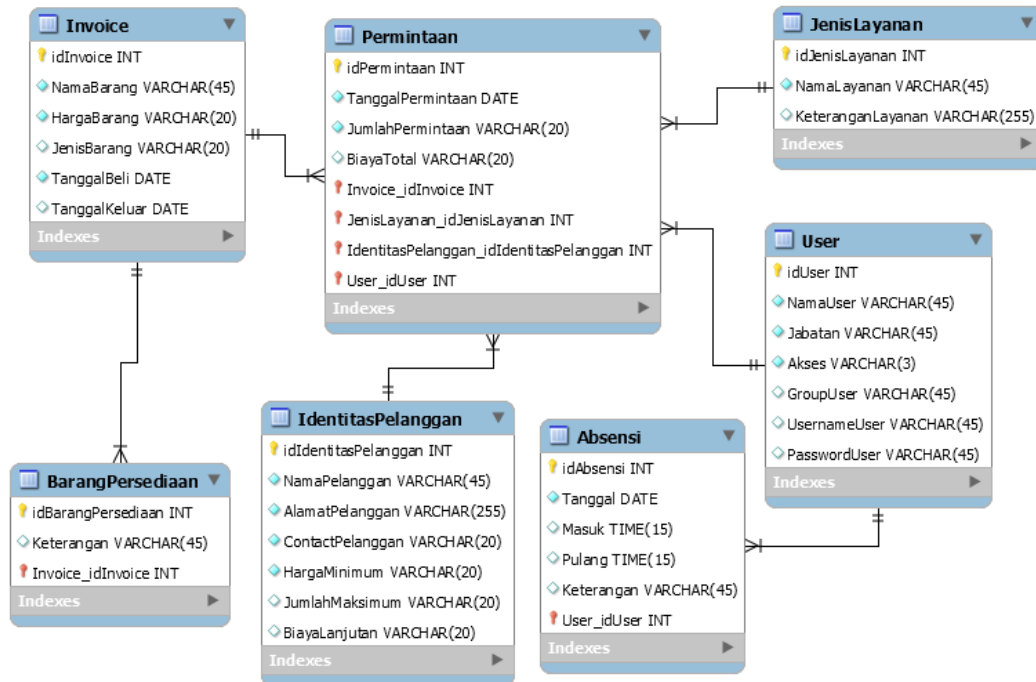 Invoice
idInvoice INT
NamaBarang VARCHAR(45)
HargaBarang VARCHAR(20)
JenisBarang VARCHAR(20)
TanggalBeli DATE
TanggalKeluar DATE
Indexes
Permintaan
idPermintaan INT
TanggalPermintaan DATE
JumlahPermintaan VARCHAR(20)
BiayaTotal VARCHAR(20)
Invoice_idInvoice INT
JenisLayanan_idJenisLayanan INT
IdentitasPelanggan_idIdentitasPelanggan INT
User_idUser INT
Indexes
JenisLayanan
idJenisLayanan INT
NamaLayanan VARCHAR(45)
KeteranganLayanan VARCHAR(255)
Indexes
User
idUser INT
NamaUser VARCHAR(45)
Jabatan VARCHAR(45)
Akses VARCHAR(3)
GroupUser VARCHAR(45)
UsernameUser VARCHAR(45)
PasswordUser VARCHAR(45)
Indexes
BarangPersediaan
idBarangPersediaan INT
Keterangan VARCHAR(45)
Invoice_idInvoice INT
Indexes
IdentitasPelanggan
idIdentitasPelanggan INT
NamaPelanggan VARCHAR(45)
AlamatPelanggan VARCHAR(255)
ContactPelanggan VARCHAR(20)
HargaMinimum VARCHAR(20)
JumlahMaksimum VARCHAR(20)
BiayaLanjutan VARCHAR(20)
Indexes
Absensi
idAbsensi INT
Tanggal DATE
Masuk TIME(15)
Pulang TIME(15)
Keterangan VARCHAR(45)
User_idUser INT
Indexes